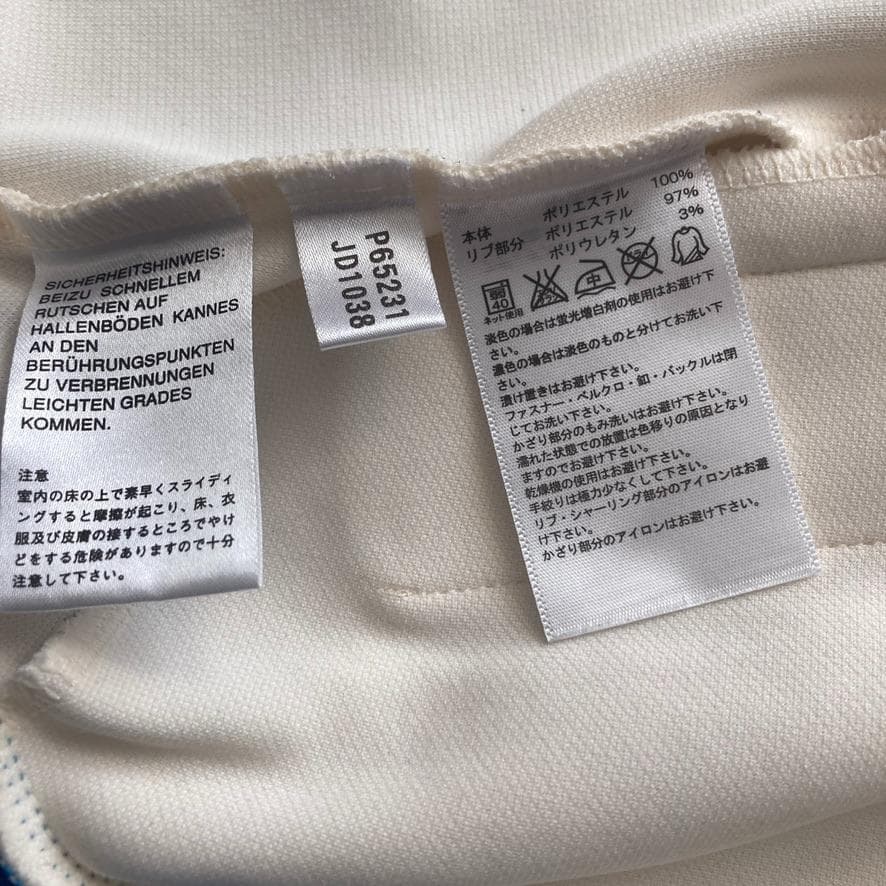 SICHERHEITSHINWEIS:
BEIZU SCHNELLEM
RUTSCHEN AUF
HALLENBÖDEN KANNES
AN DEN
BERÜHRUNGSPUNKTEN
ZU VERBRENNUNGEN
LEICHTEN GRADES
KOMMEN.
注意
室内の床の上で素早くスライディ
ングすると摩擦が起こり、床、衣
服及び皮膚の接するところでやけ
どをする危険がありますので十分
注意して下さい。
P65231
JD1038
本体 ポリエステル 100%
リブ部分 ポリエステル 97%
ポリウレタン 3%
弱 40 中
ネット使用
淡色の場合は蛍光増白剤の使用はお避け下
さい。
濃色の場合は淡色のものと分けてお洗い下
さい。
漬け置きはお避け下さい。
ファスナー・ベルクロ・釦・バックルは閉
じてお洗い下さい。
かざり部分のもみ洗いはお避け下さい。
濡れた状態での放置は色移りの原因となり
ますのでお避け下さい。
乾燥機の使用はお避け下さい。
手絞りは極力少なくして下さい。
リブ・シャーリング部分のアイロンはお避
け下さい。
かざり部分のアイロンはお避け下さい。